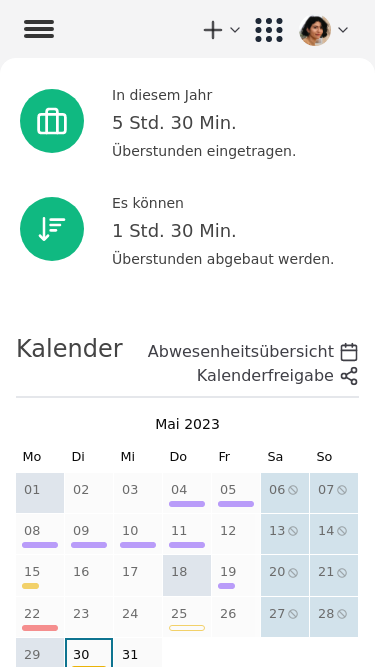 In diesem Jahr
5 Std. 30 Min.
Überstunden eingetragen.
Es können
1 Std. 30 Min.
Überstunden abgebaut werden.
Kalender
Abwesenheitsübersicht
Kalenderfreigabe
Mai 2023
Mo Di Mi Do Fr Sa So
01 02 03 04 05 06 07
08 09 10 11 12 13 14
15 16 17 18 19 20 21
22 23 24 25 26 27 28
29 30 31